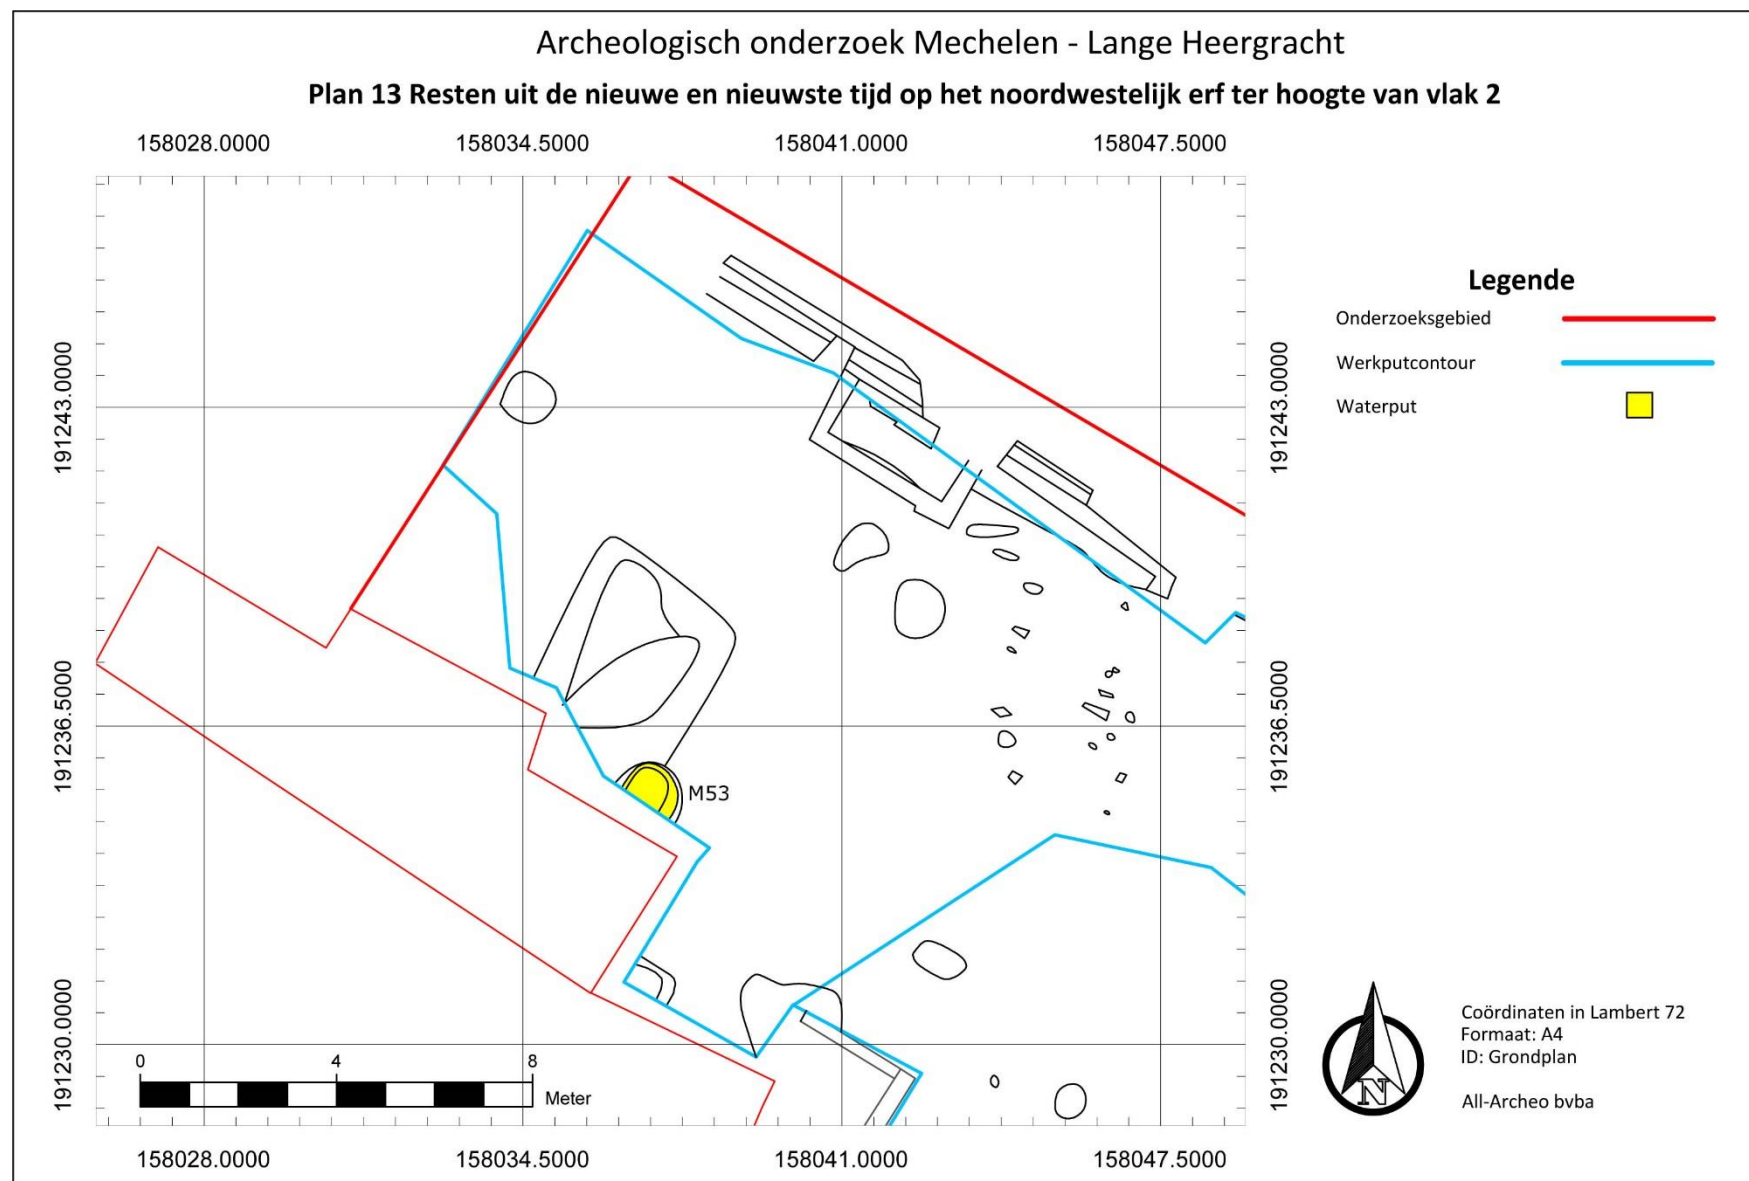 Archeologisch onderzoek Mechelen - Lange Heergracht
Plan 13 Resten uit de nieuwe en nieuwste tijd op het noordwestelijk erf ter hoogte van vlak 2
158028.0000 158034.5000 158041.0000 158047.5000
191243.0000 191243.0000
191236.5000 191236.5000
191230.0000 191230.0000
M53
0 4 8
Meter
158028.0000 158034.5000 158041.0000 158047.5000
Legende
Onderzoeksgebied
Werkputcontour
Waterput
N
Coördinaten in Lambert 72
Formaat: A4
ID: Grondplan
All-Archeo bvba